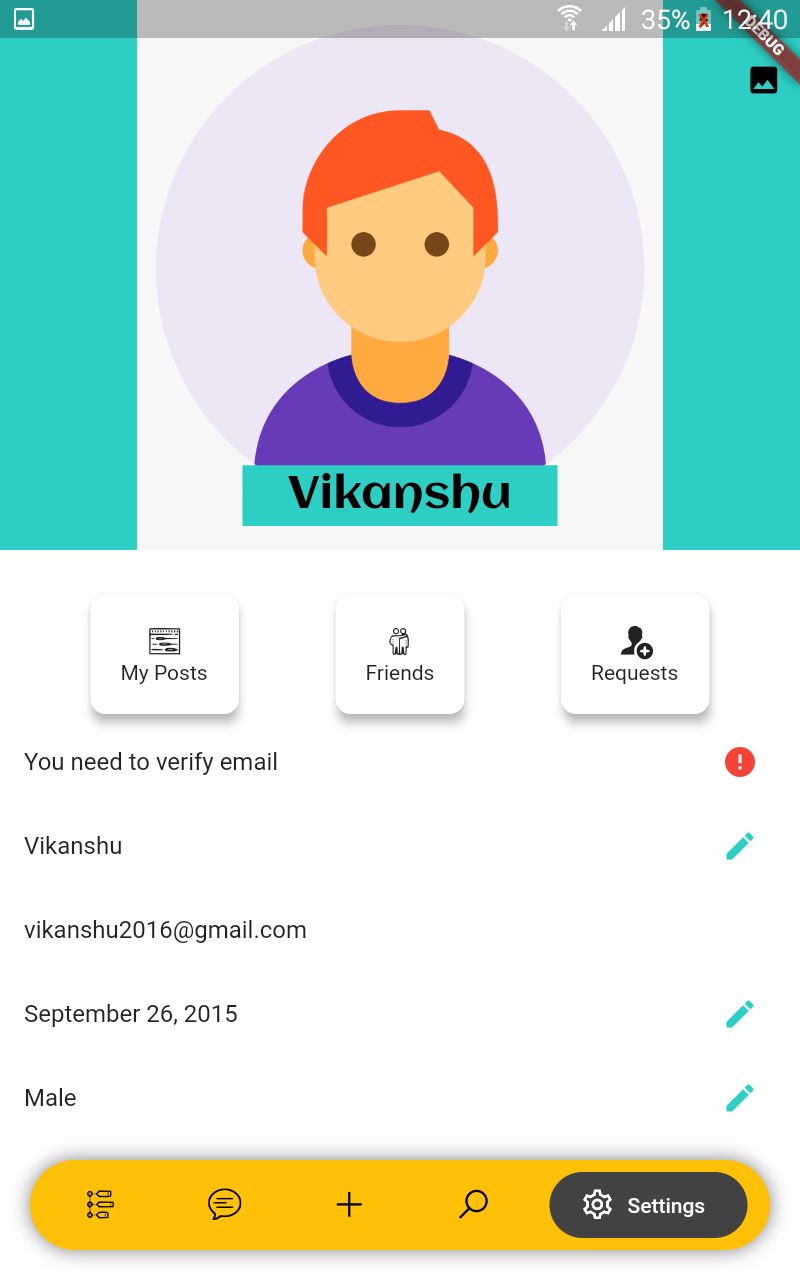 35% 12:40
DEBUG
Vikanshu
My Posts
Friends
Requests
You need to verify email
Vikanshu
vikanshu2016@gmail.com
September 26, 2015
Male
Settings